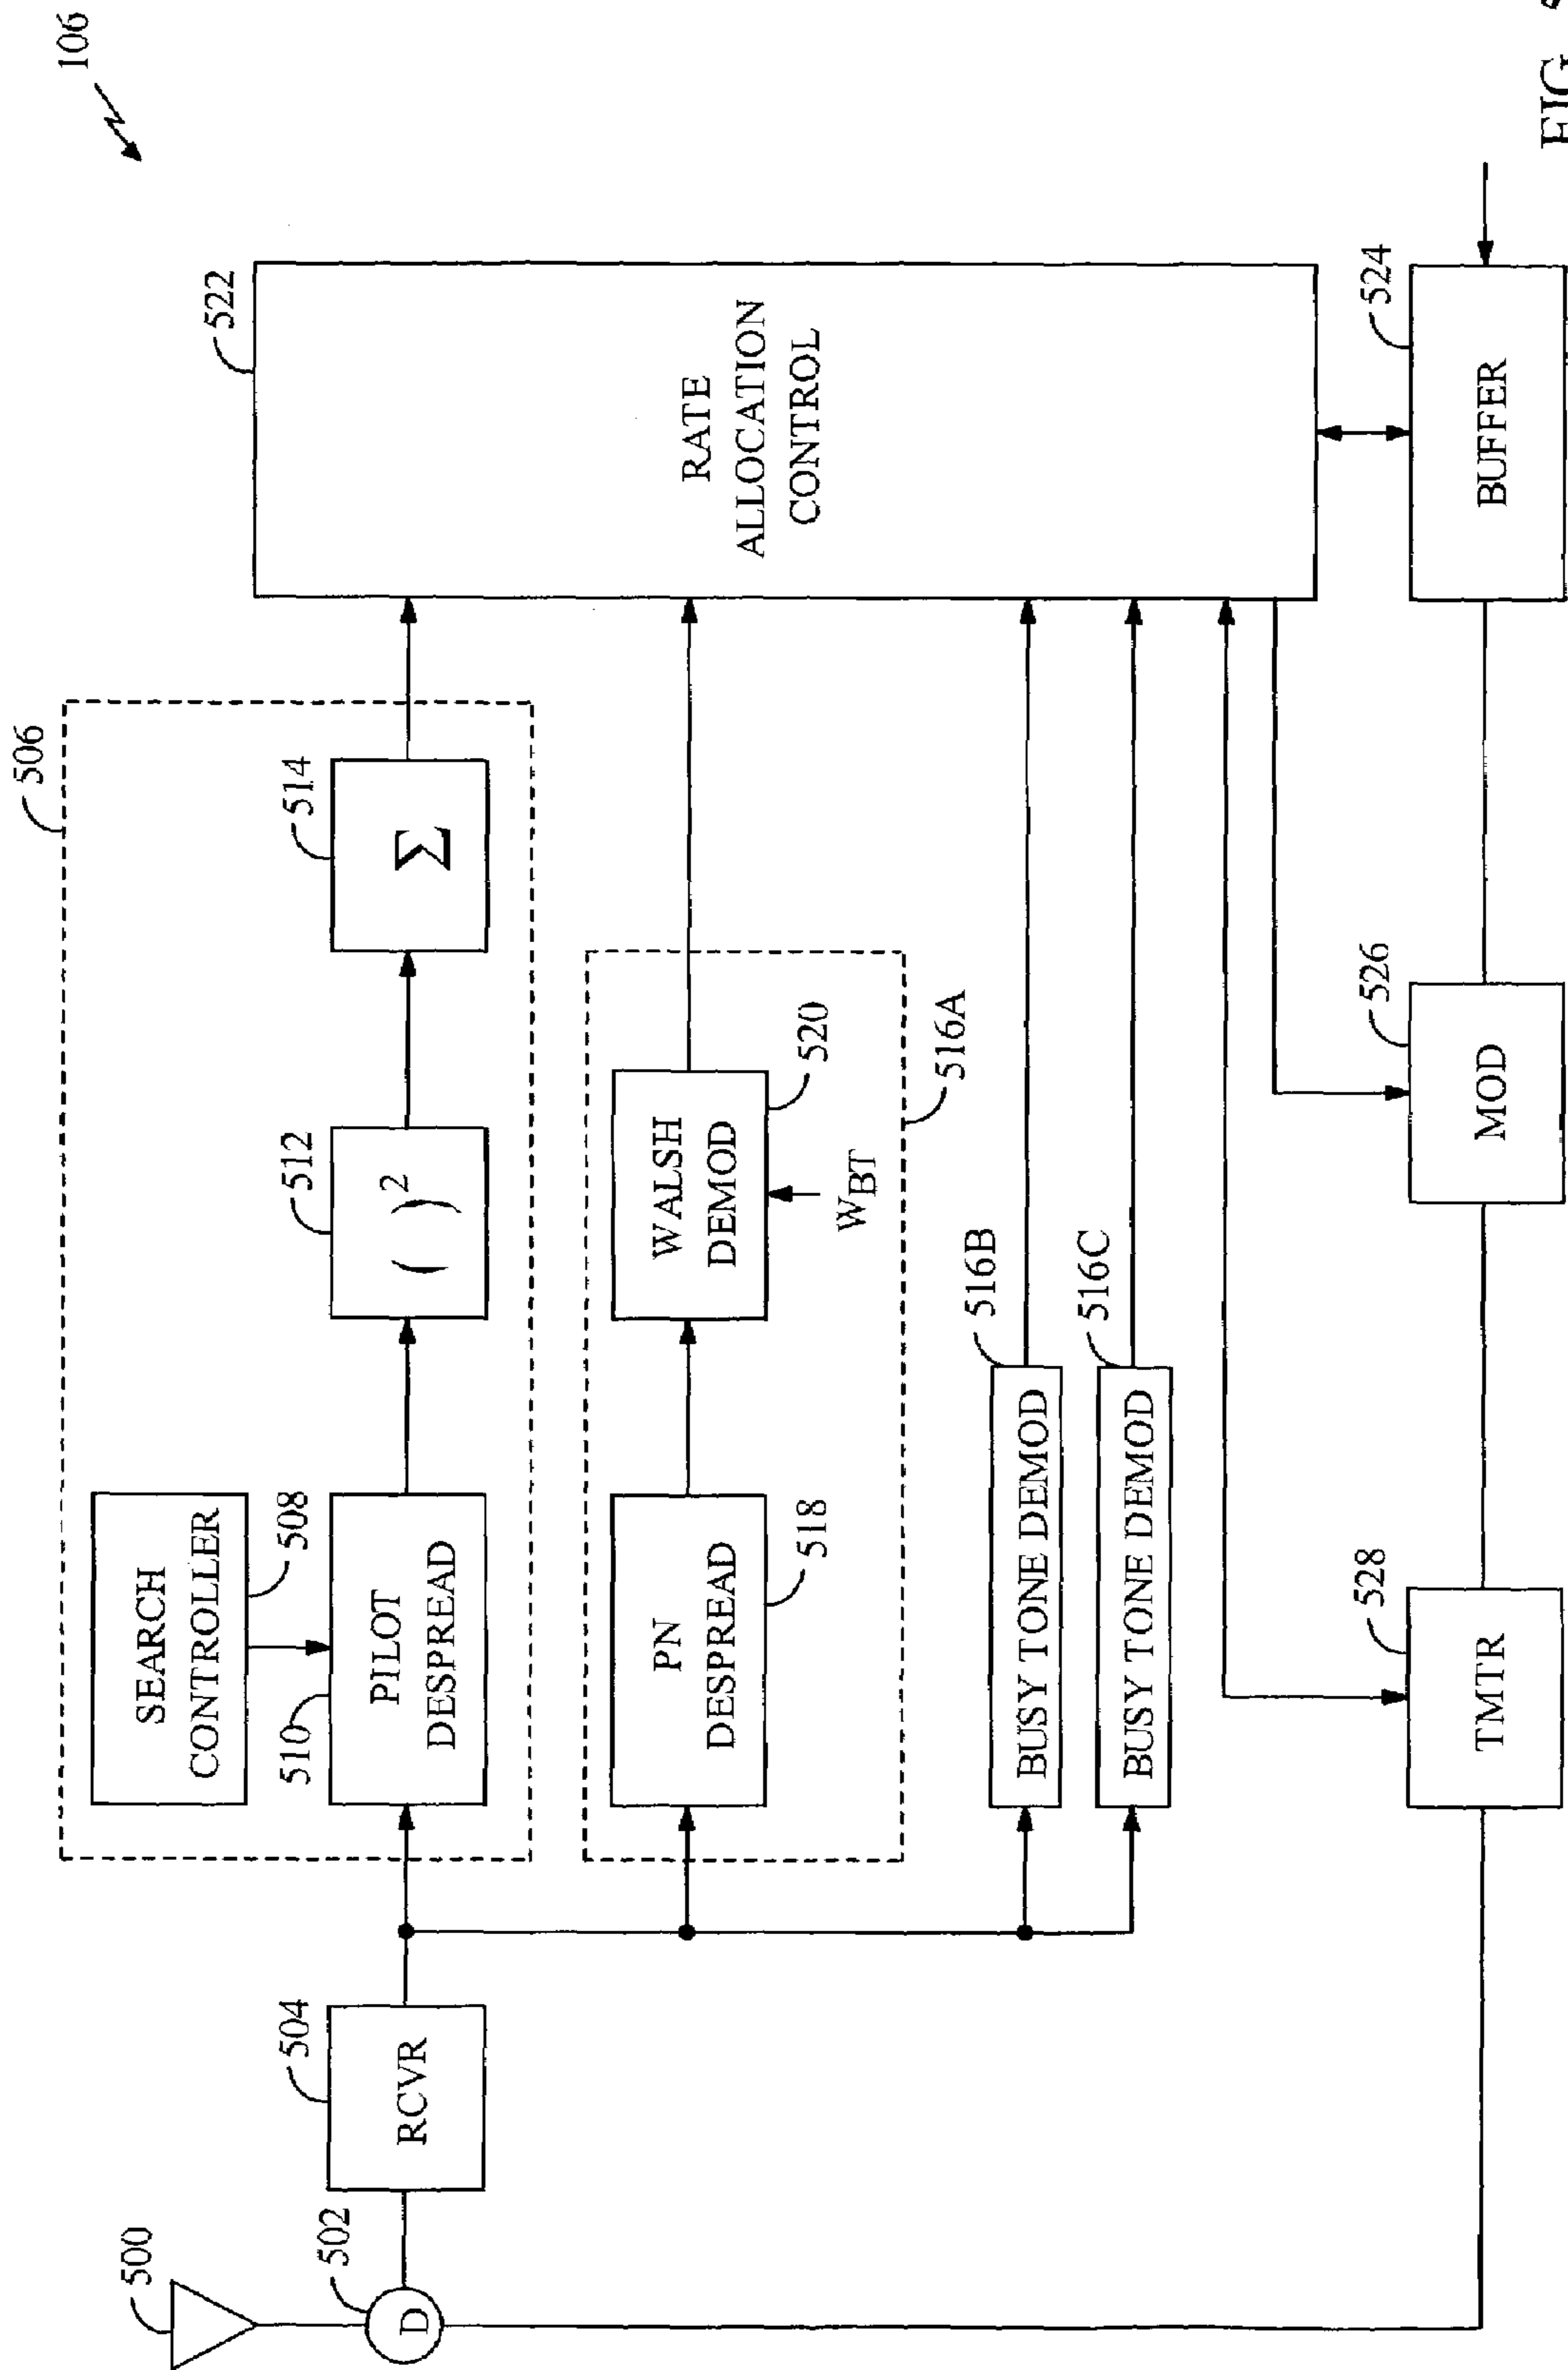 106
506
SEARCH
CONTROLLER
508
510
PILOT
DESPREAD
512
( )²
514
Σ
522
RATE
ALLOCATION
CONTROL
500
502
D
504
RCVR
PN
DESPREAD
518
WALSH
DEMOD
520
W_BT
516A
BUSY TONE DEMOD
516B
BUSY TONE DEMOD
516C
528
TMTR
526
MOD
524
BUFFER
FIG.